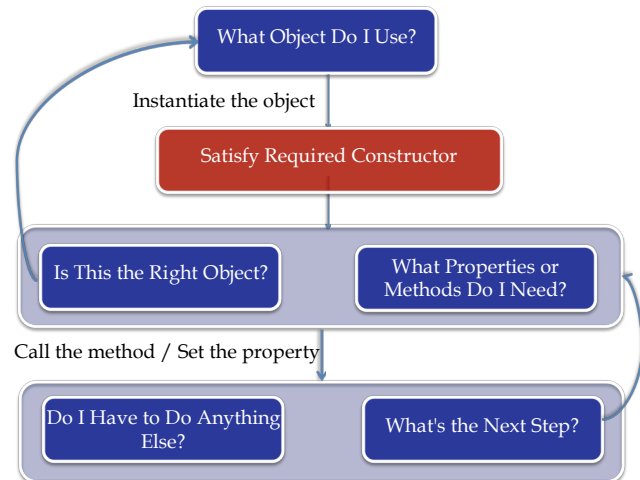 What Object Do I Use?
Instantiate the object
Satisfy Required Constructor
Is This the Right Object?
What Properties or
Methods Do I Need?
Call the method / Set the property
Do I Have to Do Anything
Else?
What's the Next Step?